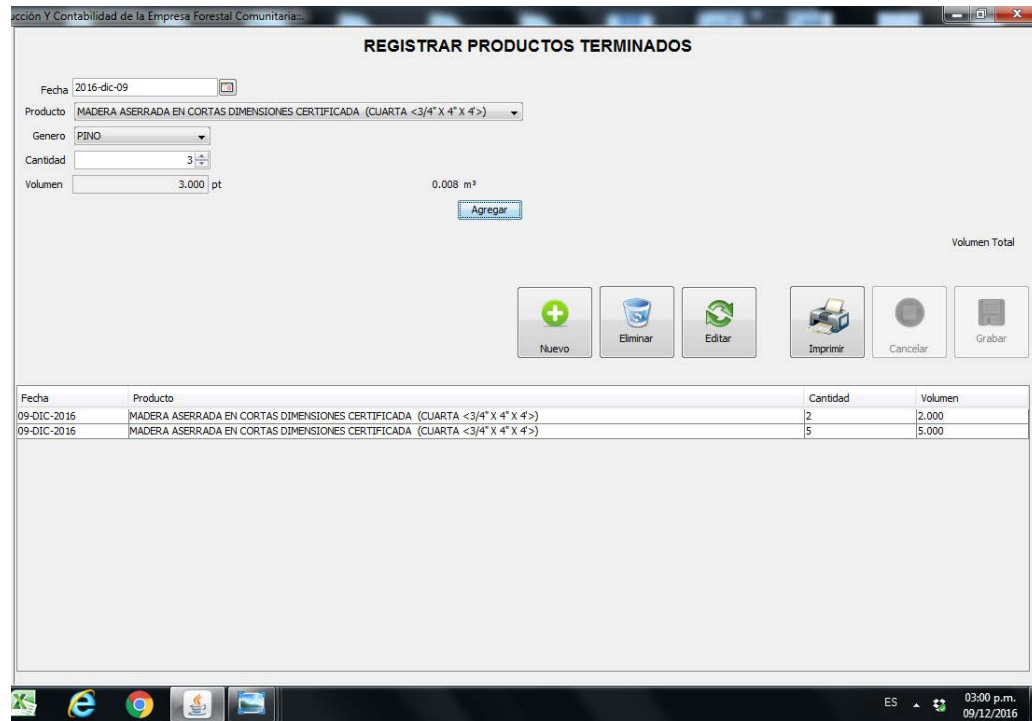 ucción Y Contabilidad de la Empresa Forestal Comunitaria::.
REGISTRAR PRODUCTOS TERMINADOS
Fecha 2016-dic-09
Producto MADERA ASERRADA EN CORTAS DIMENSIONES CERTIFICADA (CUARTA <3/4" X 4" X 4'>)
Genero PINO
Cantidad 3
Volumen 3.000 pt 0.008 m³
Agregar
Volumen Total
Nuevo Eliminar Editar Imprimir Cancelar Grabar
Fecha Producto Cantidad Volumen
09-DIC-2016 MADERA ASERRADA EN CORTAS DIMENSIONES CERTIFICADA (CUARTA <3/4" X 4" X 4'>) 2 2.000
09-DIC-2016 MADERA ASERRADA EN CORTAS DIMENSIONES CERTIFICADA (CUARTA <3/4" X 4" X 4'>) 5 5.000
ES 03:00 p.m.
09/12/2016